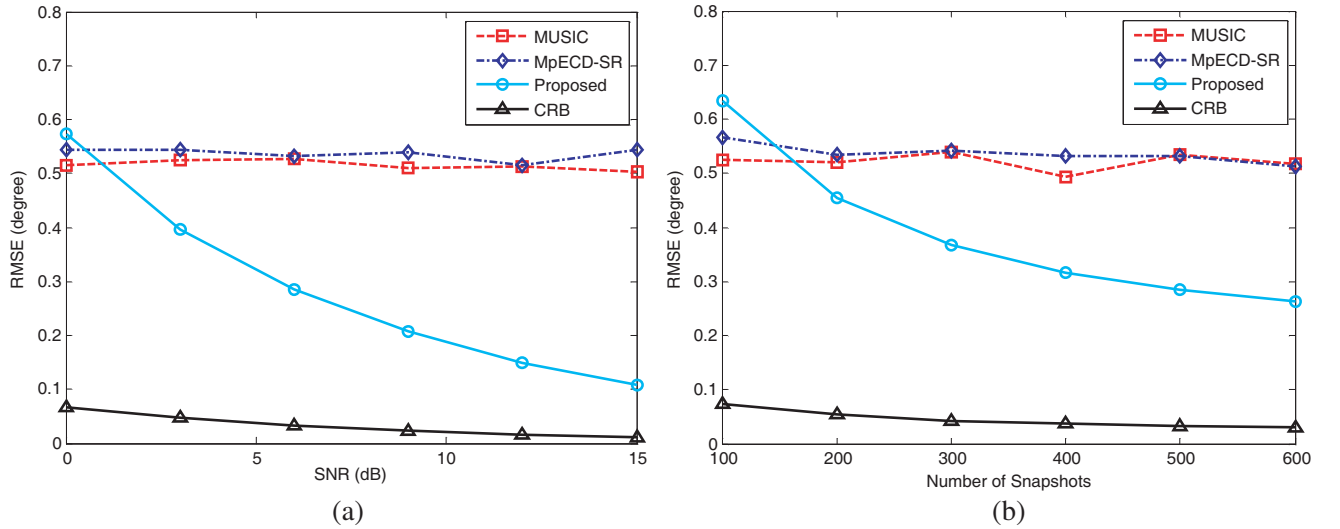 0.8
0.7
0.6
0.5
0.4
0.3
0.2
0.1
0
RMSE (degree)
MUSIC
MpECD-SR
Proposed
CRB
0 5 10 15
SNR (dB)
(a)
0.8
0.7
0.6
0.5
0.4
0.3
0.2
0.1
0
RMSE (degree)
MUSIC
MpECD-SR
Proposed
CRB
100 200 300 400 500 600
Number of Snapshots
(b)